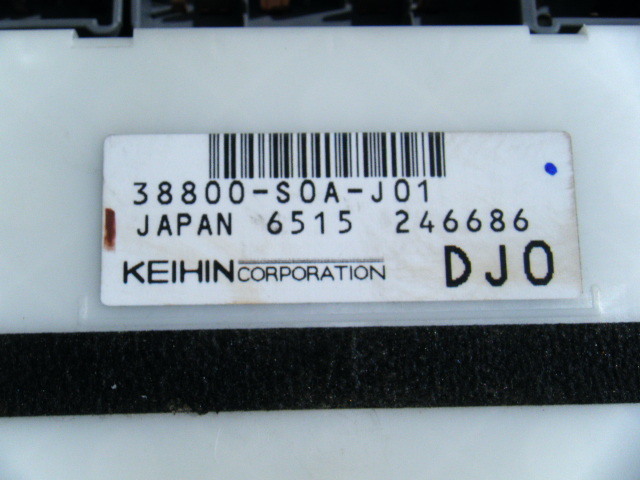 38800-S0A-J01
JAPAN 6515 246686
KEIHIN CORPORATION DJ0